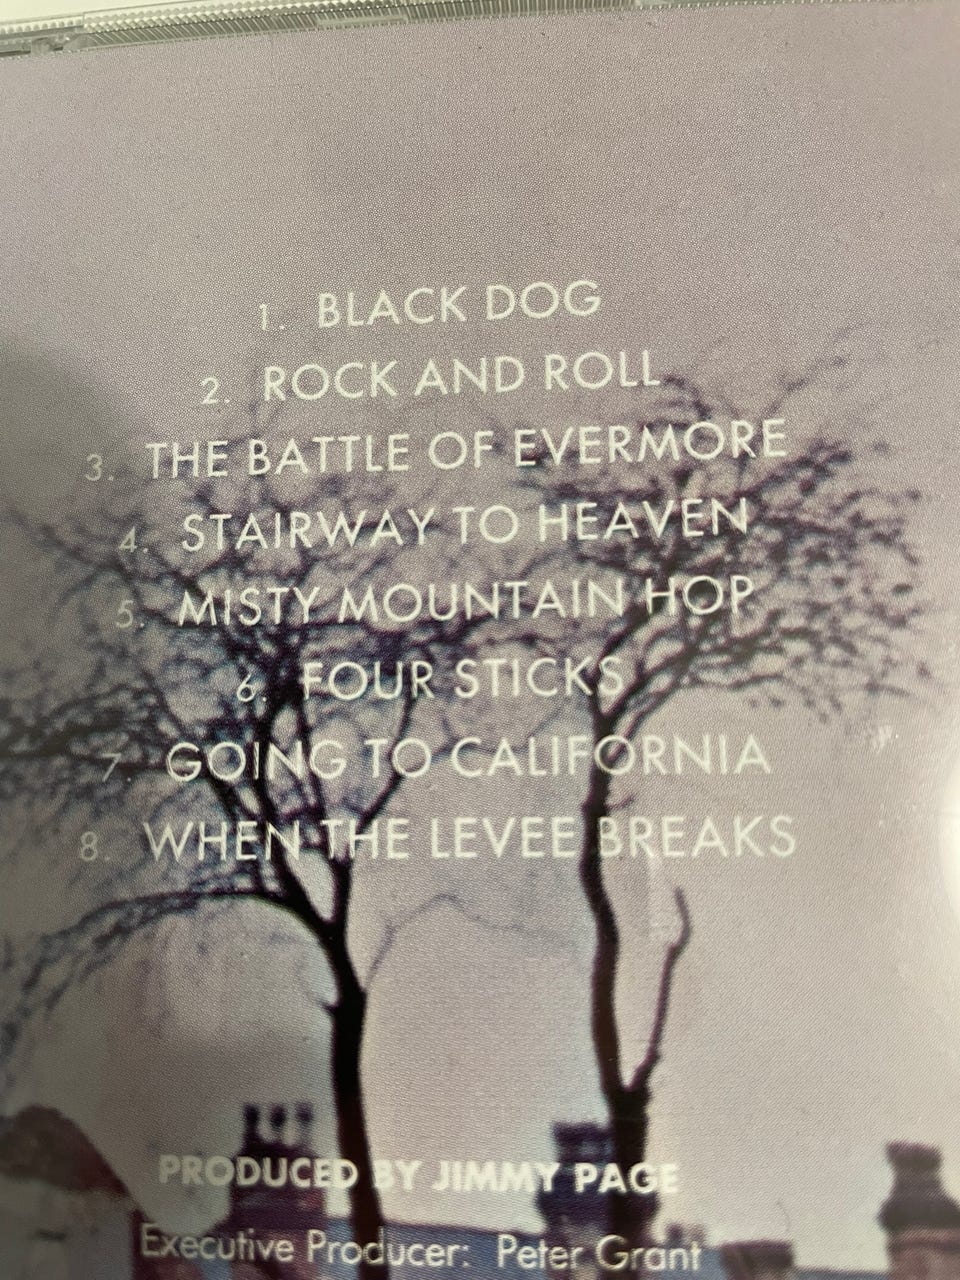 1. BLACK DOG
2. ROCK AND ROLL
3. THE BATTLE OF EVERMORE
4. STAIRWAY TO HEAVEN
5. MISTY MOUNTAIN HOP
6. FOUR STICKS
7. GOING TO CALIFORNIA
8. WHEN THE LEVEE BREAKS
PRODUCED BY JIMMY PAGE
Executive Producer: Peter Grant